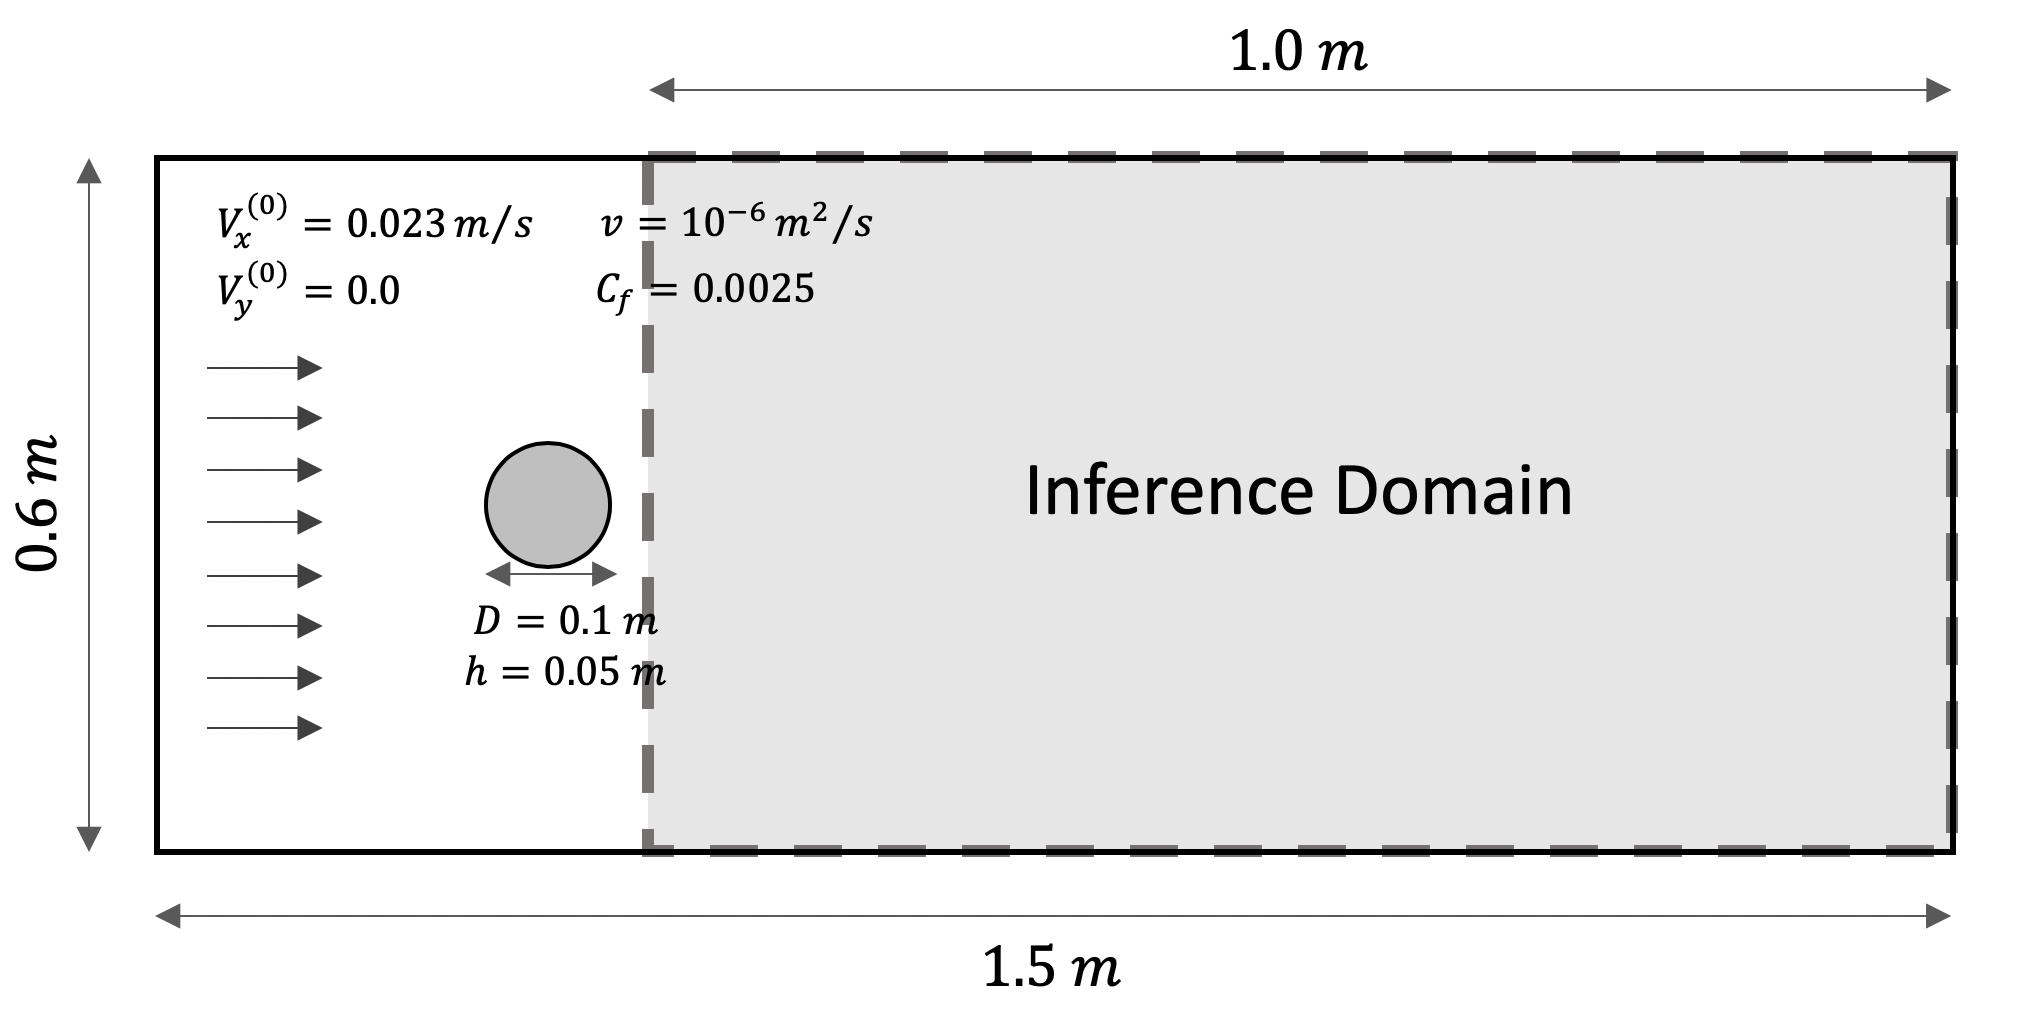 1.0 m
V_x^(0) = 0.023 m/s
v = 10^−6 m^2/s
V_y^(0) = 0.0
C_f = 0.0025
Inference Domain
0.6 m
D = 0.1 m
h = 0.05 m
1.5 m